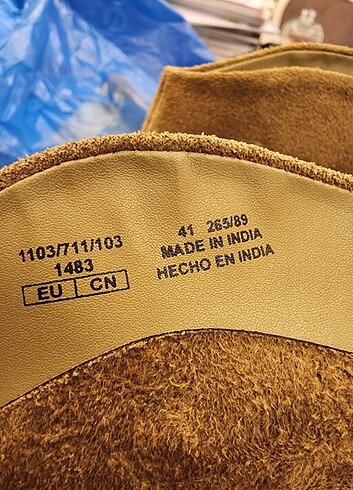 1103/711/103
1483
EU CN
41 265/89
MADE IN INDIA
HECHO EN INDIA